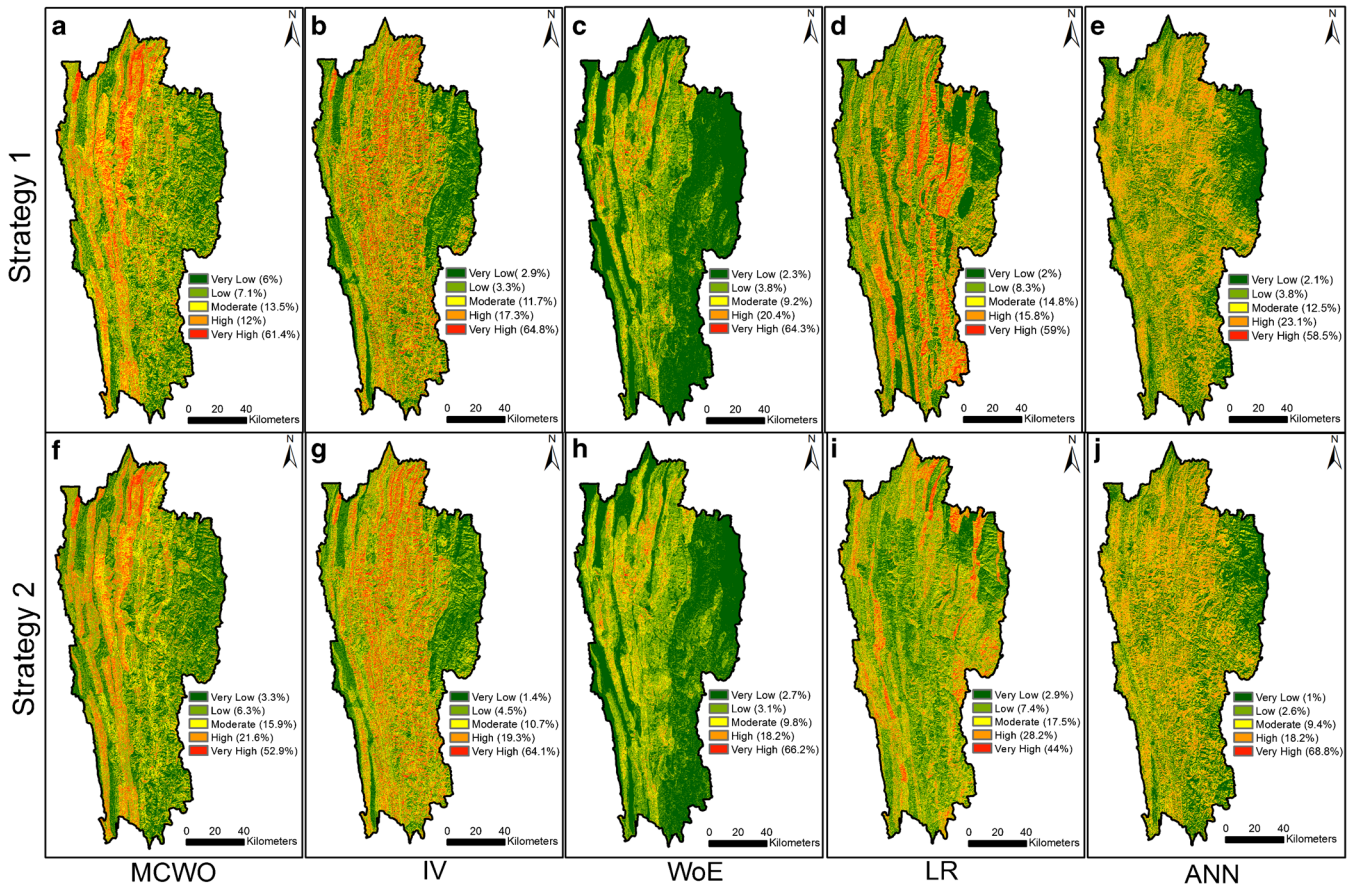 Strategy 1
a
N
Very Low (6%)
Low (7.1%)
Moderate (13.5%)
High (12%)
Very High (61.4%)
0 20 40
Kilometers
b
N
Very Low( 2.9%)
Low (3.3%)
Moderate (11.7%)
High (17.3%)
Very High (64.8%)
0 20 40
Kilometers
c
N
Very Low (2.3%)
Low (3.8%)
Moderate (9.2%)
High (20.4%)
Very High (64.3%)
0 20 40
Kilometers
d
N
Very Low (2%)
Low (8.3%)
Moderate (14.8%)
High (15.8%)
Very High (59%)
0 20 40
Kilometers
e
N
Very Low (2.1%)
Low (3.8%)
Moderate (12.5%)
High (23.1%)
Very High (58.5%)
0 20 40
Kilometers
Strategy 2
f
N
Very Low (3.3%)
Low (6.3%)
Moderate (15.9%)
High (21.6%)
Very High (52.9%)
0 20 40
Kilometers
g
N
Very Low (1.4%)
Low (4.5%)
Moderate (10.7%)
High (19.3%)
Very High (64.1%)
0 20 40
Kilometers
h
N
Very Low (2.7%)
Low (3.1%)
Moderate (9.8%)
High (18.2%)
Very High (66.2%)
0 20 40
Kilometers
i
N
Very Low (2.9%)
Low (7.4%)
Moderate (17.5%)
High (28.2%)
Very High (44%)
0 20 40
Kilometers
j
N
Very Low (1%)
Low (2.6%)
Moderate (9.4%)
High (18.2%)
Very High (68.8%)
0 20 40
Kilometers
MCWO
IV
WoE
LR
ANN